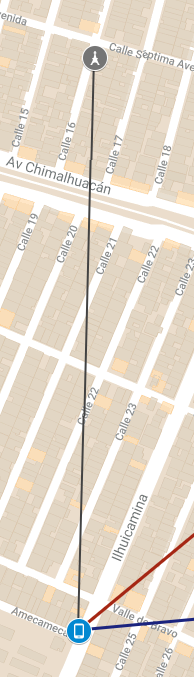 enida
Calle Séptima Ave
Calle 15
Calle 16
Calle 17
Calle 18
Av Chimalhuacán
Calle 19
Calle 20
Calle 21
Calle 22
Calle 23
Calle 22
Calle 23
Ilhuicamina
Amecameca
Valle de Bravo
Calle 25
Calle 26